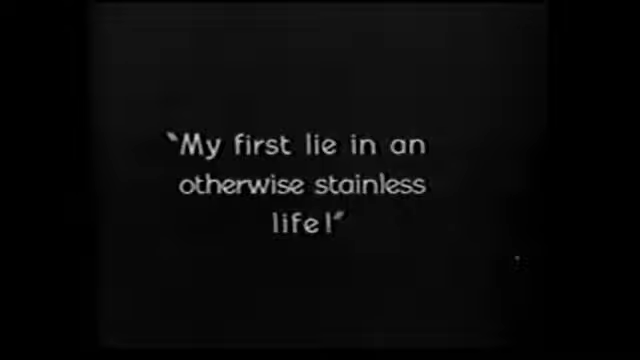 "My first lie in an
otherwise stainless
life!"